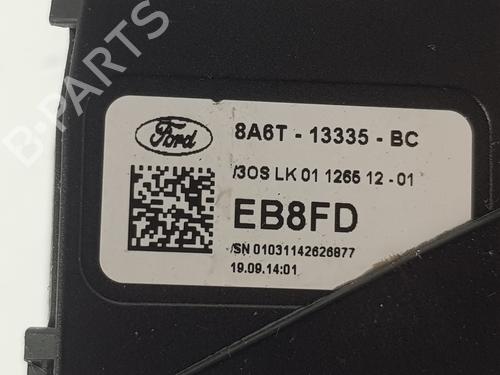 B-PARTS
Ford
8A6T - 13335 - BC
/3OS LK 01 1265 12 - 01
EB8FD
/SN 01031142626877
19.09.14:01